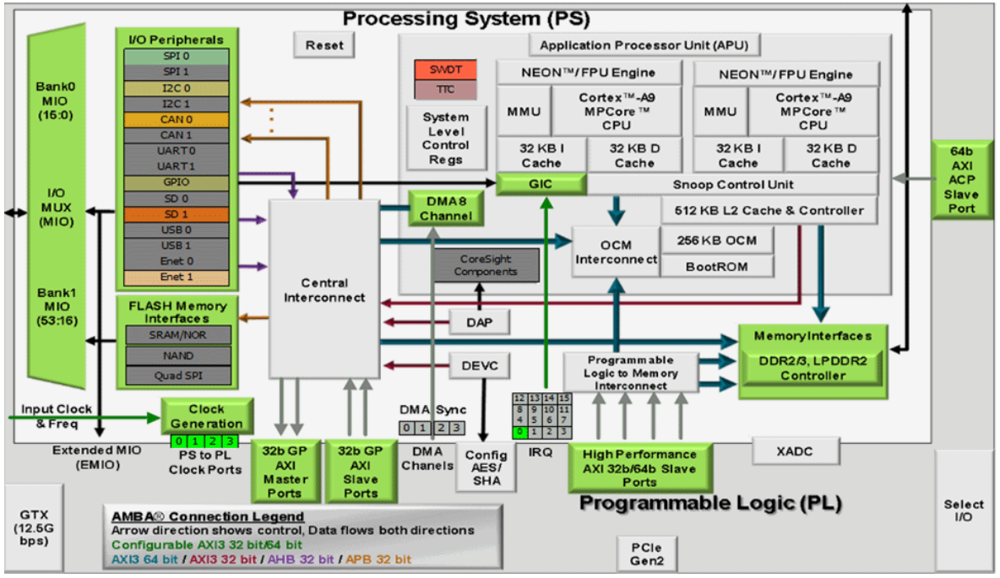 Processing System (PS)
I/O Peripherals
SPI 0
SPI 1
I2C 0
I2C 1
CAN 0
CAN 1
UART0
UART1
GPIO
SD 0
SD 1
USB 0
USB 1
Enet 0
Enet 1
Bank0
MIO
(15:0)
I/O
MUX
(MIO)
Bank1
MIO
(53:16)
FLASH Memory
Interfaces
SRAM/NOR
NAND
Quad SPI
Reset
Application Processor Unit (APU)
SWDT
TTC
System
Level
Control
Regs
NEON™/FPU Engine
MMU
Cortex™-A9
MPCore™
CPU
32 KB I
Cache
32 KB D
Cache
NEON™/FPU Engine
MMU
Cortex™-A9
MPCore™
CPU
32 KB I
Cache
32 KB D
Cache
GIC
Snoop Control Unit
DMA8
Channel
512 KB L2 Cache & Controller
OCM
Interconnect
256 KB OCM
BootROM
CoreSight
Components
Central
Interconnect
DAP
DEVC
Programmable
Logic to Memory
Interconnect
Memory Interfaces
DDR2/3, LPDDR2
Controller
64b
AXI
ACP
Slave
Port
Input Clock
& Freq
Clock
Generation
0 1 2 3
PS to PL
Clock Ports
Extended MIO
(EMIO)
32b GP
AXI
Master
Ports
32b GP
AXI
Slave
Ports
DMA Sync
0 1 2 3
DMA
Chanels
Config
AES/
SHA
12 13 14 15
8 9 10 11
4 5 6 7
0 1 2 3
IRQ
High Performance
AXI 32b/64b Slave
Ports
XADC
Programmable Logic (PL)
GTX
(12.5G
bps)
AMBA® Connection Legend
Arrow direction shows control, Data flows both directions
Configurable AXI3 32 bit/64 bit
AXI3 64 bit / AXI3 32 bit / AHB 32 bit / APB 32 bit
PCIe
Gen2
Select
I/O